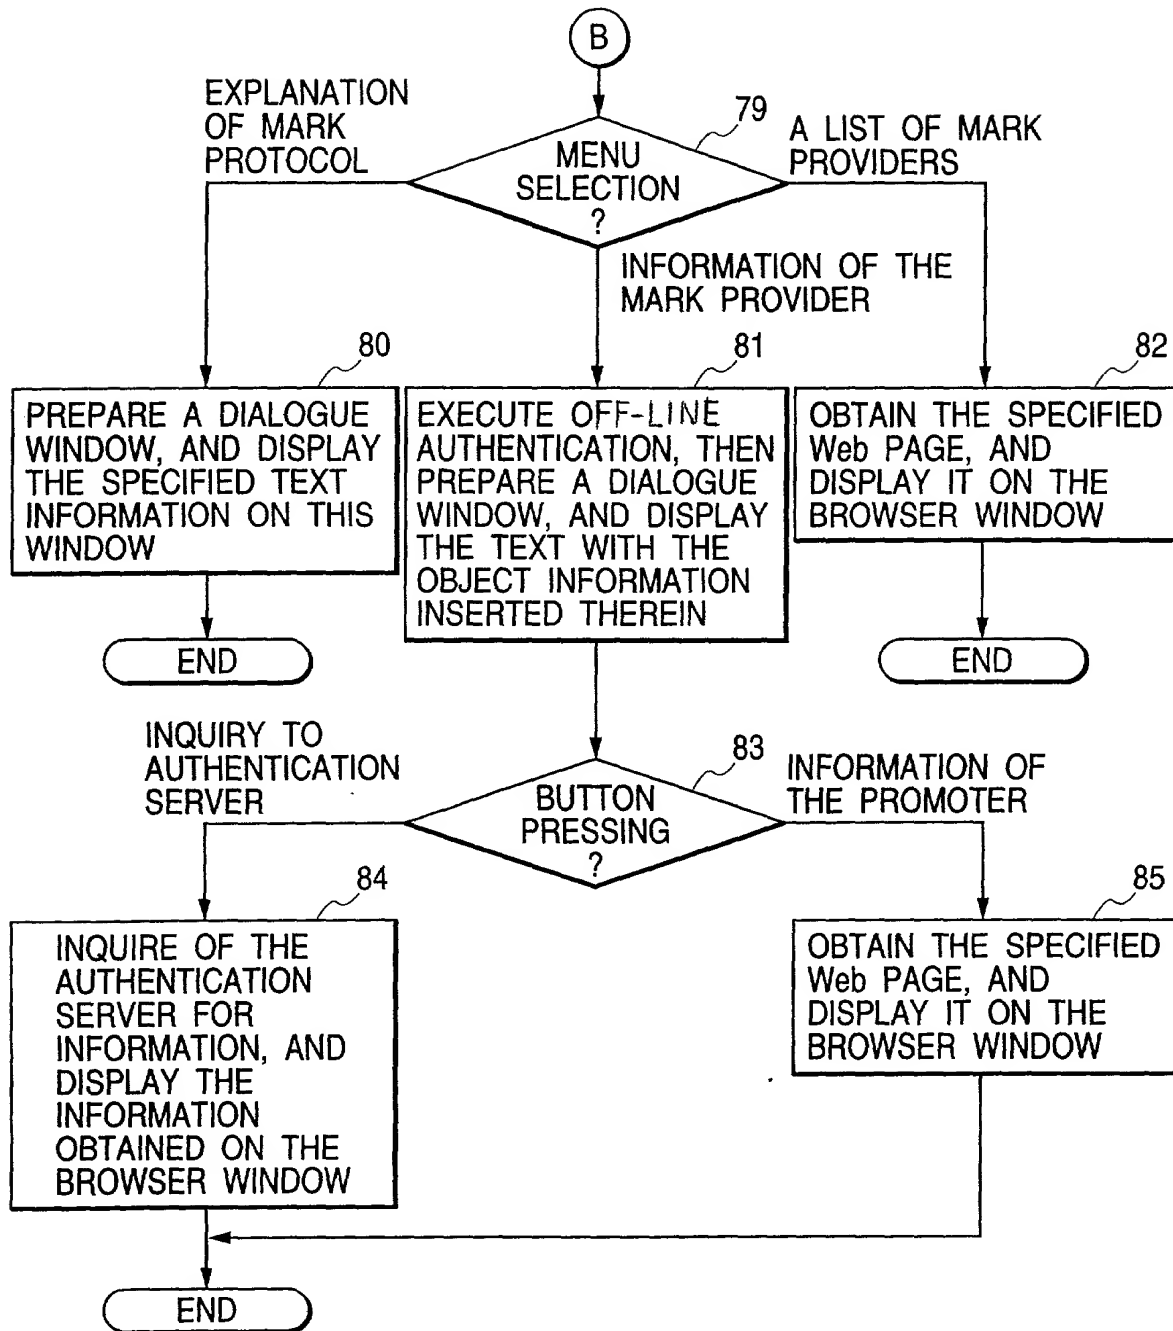 B
EXPLANATION
OF MARK
PROTOCOL
79
MENU
SELECTION
?
A LIST OF MARK
PROVIDERS
INFORMATION OF THE
MARK PROVIDER
80
PREPARE A DIALOGUE
WINDOW, AND DISPLAY
THE SPECIFIED TEXT
INFORMATION ON THIS
WINDOW
END
81
EXECUTE OFF-LINE
AUTHENTICATION, THEN
PREPARE A DIALOGUE
WINDOW, AND DISPLAY
THE TEXT WITH THE
OBJECT INFORMATION
INSERTED THEREIN
82
OBTAIN THE SPECIFIED
Web PAGE, AND
DISPLAY IT ON THE
BROWSER WINDOW
END
INQUIRY TO
AUTHENTICATION
SERVER
83
BUTTON
PRESSING
?
INFORMATION OF
THE PROMOTER
84
INQUIRE OF THE
AUTHENTICATION
SERVER FOR
INFORMATION, AND
DISPLAY THE
INFORMATION
OBTAINED ON THE
BROWSER WINDOW
85
OBTAIN THE SPECIFIED
Web PAGE, AND
DISPLAY IT ON THE
BROWSER WINDOW
END